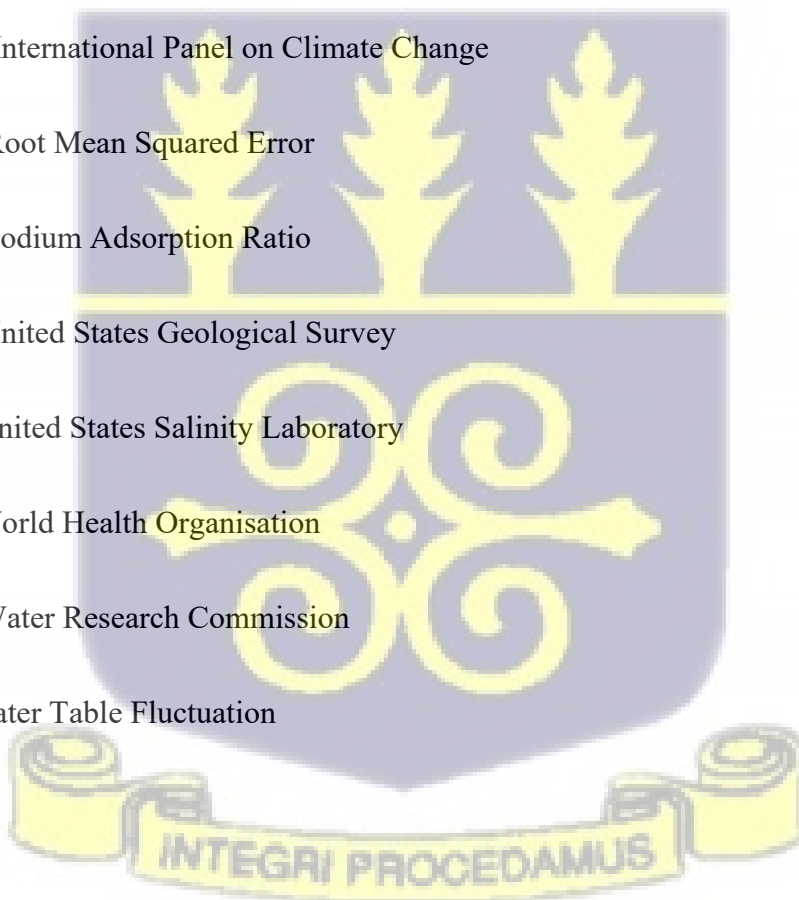 International Panel on Climate Change
Root Mean Squared Error
odium Adsorption Ratio
nited States Geological Survey
nited States Salinity Laboratory
orld Health Organisation
Water Research Commission
ater Table Fluctuation
INTEGRI PROCEDAMUS